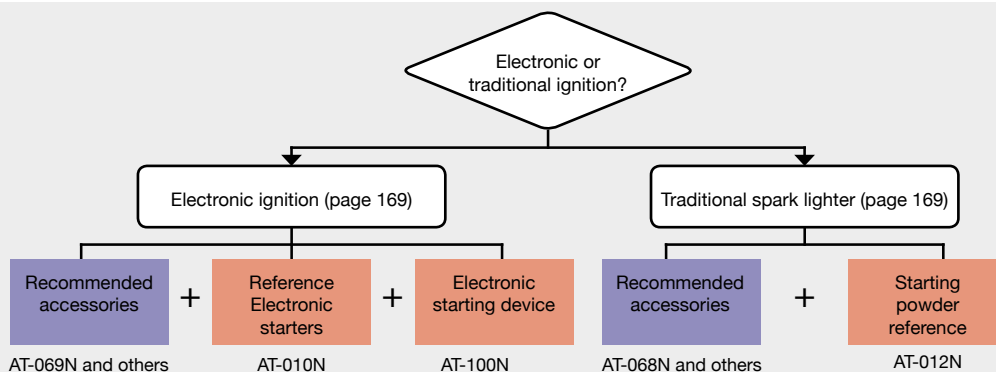 Electronic or
traditional ignition?
Electronic ignition (page 169)
Traditional spark lighter (page 169)
Recommended
accessories
+
Reference
Electronic
starters
+
Electronic
starting device
Recommended
accessories
+
Starting
powder
reference
AT-069N and others
AT-010N
AT-100N
AT-068N and others
AT-012N